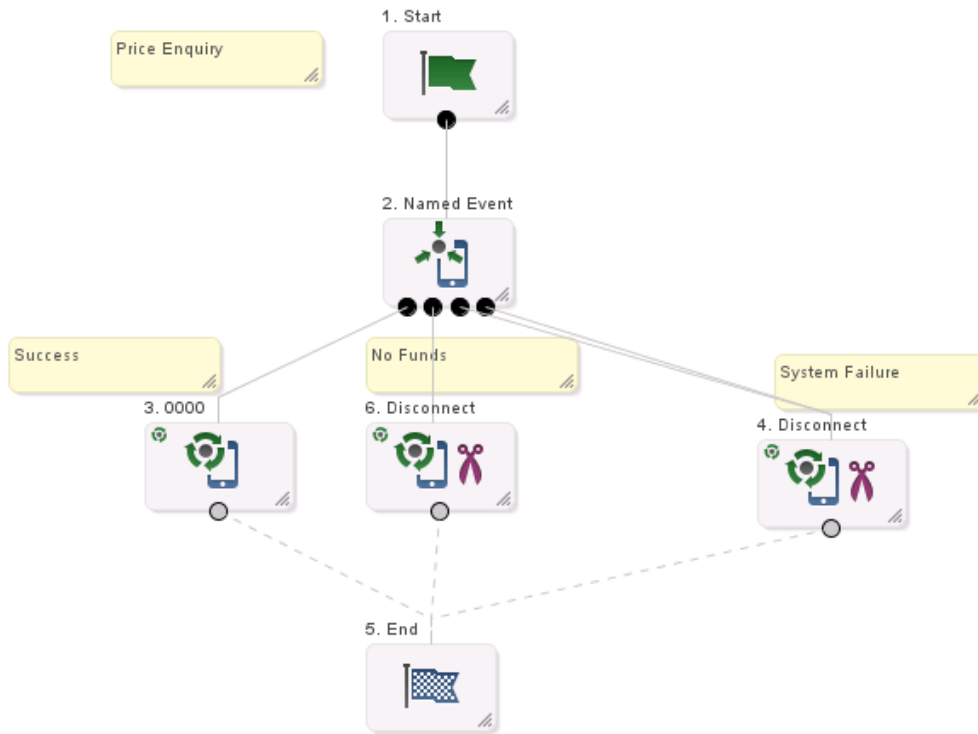 1. Start
Price Enquiry
2. Named Event
Success
No Funds
System Failure
3. 0000
6. Disconnect
4. Disconnect
5. End